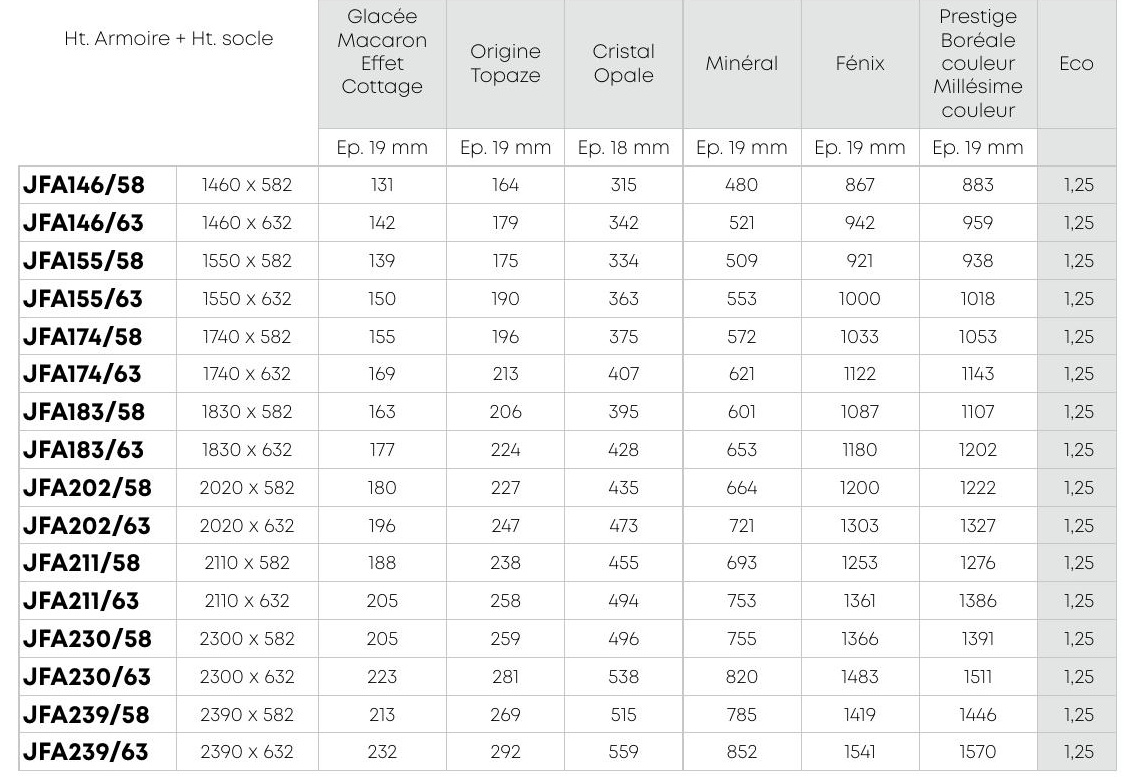 Ht. Armoire + Ht. socle
Glacée
Macaron
Effet
Cottage
Origine
Topaze
Cristal
Opale
Minéral
Fénix
Prestige
Boréale
couleur
Millésime
couleur
Eco
Ep. 19 mm Ep. 19 mm Ep. 18 mm Ep. 19 mm Ep. 19 mm Ep. 19 mm
JFA146/58 1460 x 582 131 164 315 480 867 883 1,25
JFA146/63 1460 x 632 142 179 342 521 942 959 1,25
JFA155/58 1550 x 582 139 175 334 509 921 938 1,25
JFA155/63 1550 x 632 150 190 363 553 1000 1018 1,25
JFA174/58 1740 x 582 155 196 375 572 1033 1053 1,25
JFA174/63 1740 x 632 169 213 407 621 1122 1143 1,25
JFA183/58 1830 x 582 163 206 395 601 1087 1107 1,25
JFA183/63 1830 x 632 177 224 428 653 1180 1202 1,25
JFA202/58 2020 x 582 180 227 435 664 1200 1222 1,25
JFA202/63 2020 x 632 196 247 473 721 1303 1327 1,25
JFA211/58 2110 x 582 188 238 455 693 1253 1276 1,25
JFA211/63 2110 x 632 205 258 494 753 1361 1386 1,25
JFA230/58 2300 x 582 205 259 496 755 1366 1391 1,25
JFA230/63 2300 x 632 223 281 538 820 1483 1511 1,25
JFA239/58 2390 x 582 213 269 515 785 1419 1446 1,25
JFA239/63 2390 x 632 232 292 559 852 1541 1570 1,25